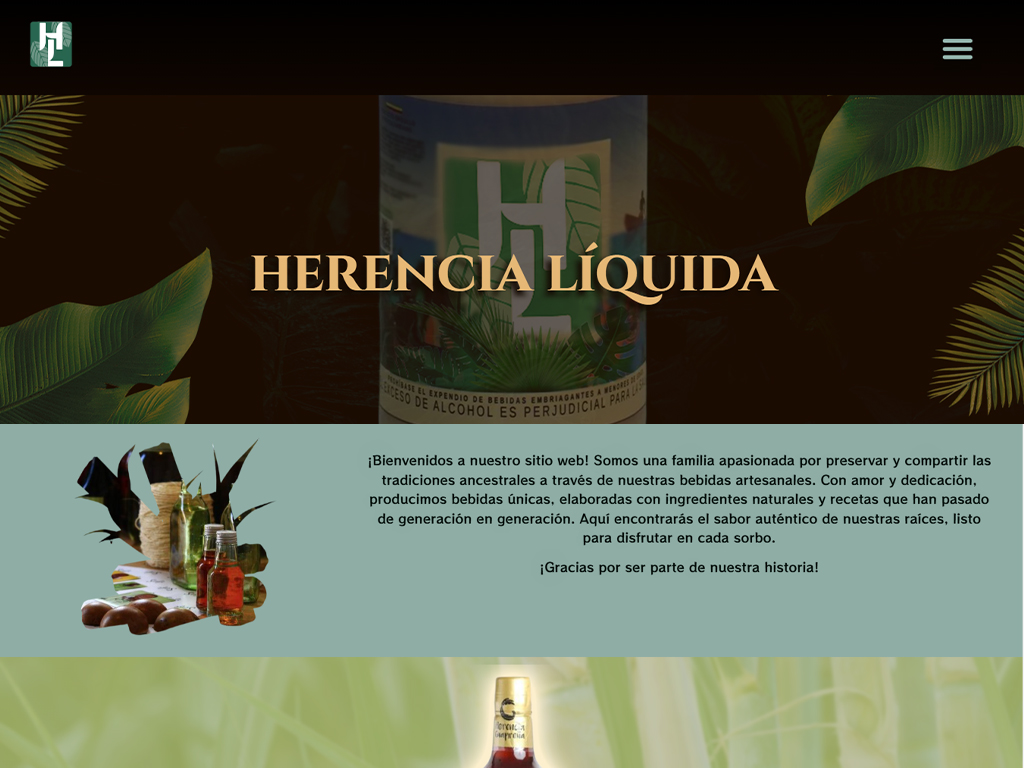 HL
HL
HERENCIA LÍQUIDA
PROHÍBASE EL EXPENDIO DE BEBIDAS EMBRIAGANTES A MENORES DE
EXCESO DE ALCOHOL ES PERJUDICIAL PARA LA
¡Bienvenidos a nuestro sitio web! Somos una familia apasionada por preservar y compartir las
tradiciones ancestrales a través de nuestras bebidas artesanales. Con amor y dedicación,
producimos bebidas únicas, elaboradas con ingredientes naturales y recetas que han pasado
de generación en generación. Aquí encontrarás el sabor auténtico de nuestras raíces, listo
para disfrutar en cada sorbo.
¡Gracias por ser parte de nuestra historia!
Herencia